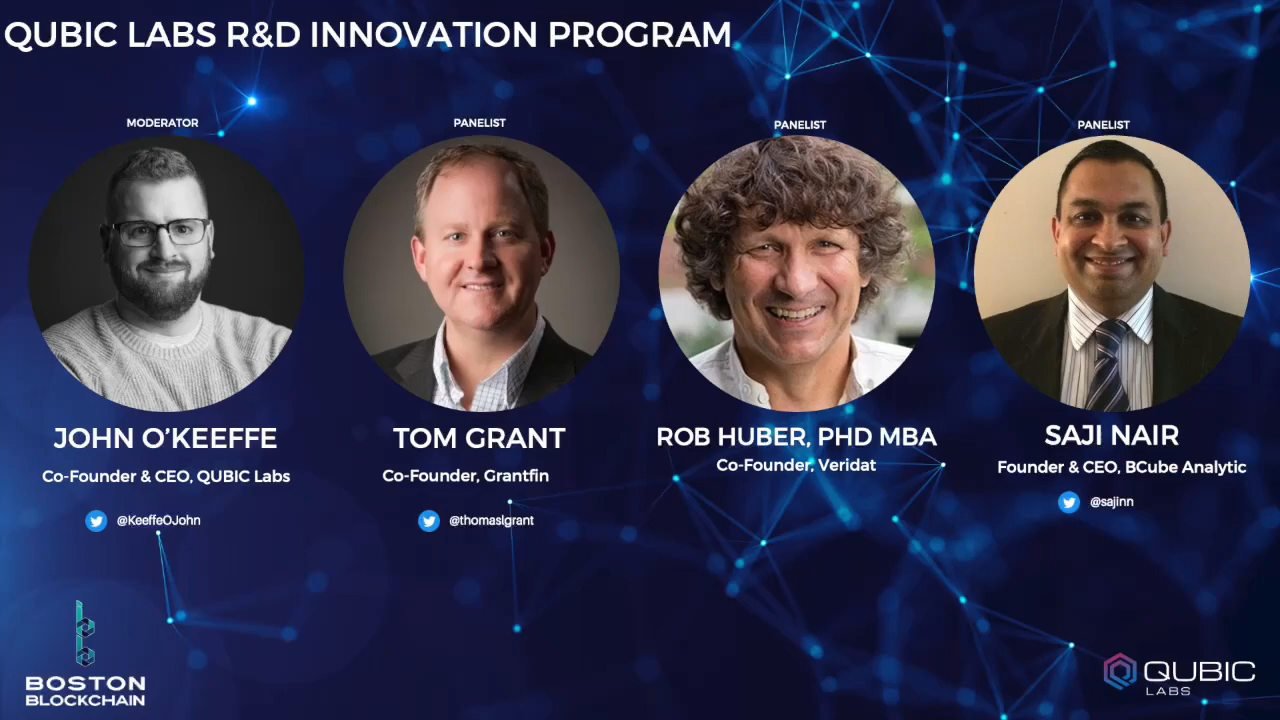 QUBIC LABS R&D INNOVATION PROGRAM
MODERATOR
PANELIST
PANELIST
PANELIST
JOHN O'KEEFFE
TOM GRANT
ROB HUBER, PHD MBA
SAJI NAIR
Co-Founder & CEO, QUBIC Labs
Co-Founder, Grantfin
Co-Founder, Veridat
Founder & CEO, BCube Analytic
@KeeffeOJohn
@thomaslgrant
@sajinn
BOSTON
BLOCKCHAIN
QUBIC
LABS